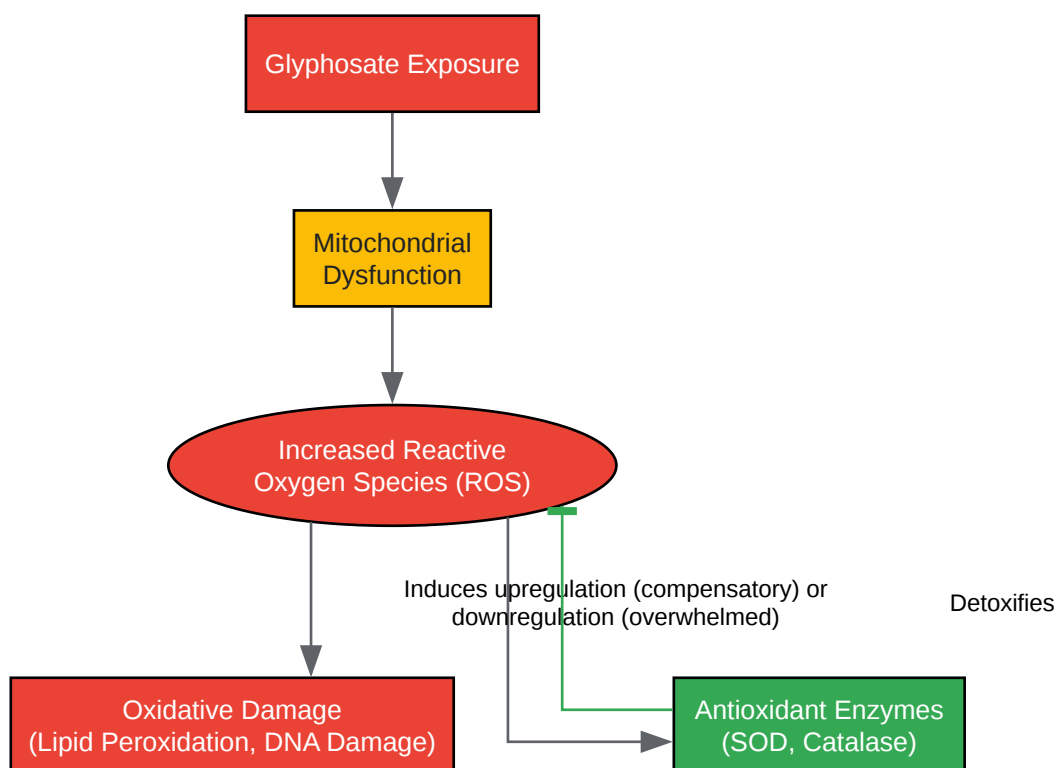 Glyphosate Exposure
Mitochondrial
Dysfunction
Increased Reactive
Oxygen Species (ROS)
Induces upregulation (compensatory) or
downregulation (overwhelmed)
Detoxifies
Oxidative Damage
(Lipid Peroxidation, DNA Damage)
Antioxidant Enzymes
(SOD, Catalase)